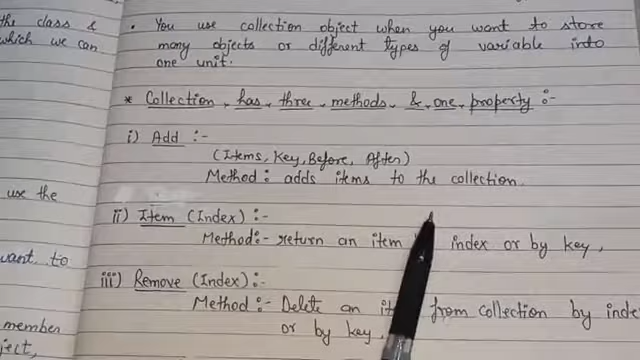 the class &
which we can
use the
want to
member
ject,
• You use collection object when you want to store
many objects or different types of variable into
one unit.
* Collection has three methods & one property :-
i) Add :-
(Items, Key, Before, After)
Method : adds items to the collection.
ii) Item (Index) :-
Method :- return an item index or by key,
iii) Remove (Index) :-
Method :- Delete an from collection by
or by key.